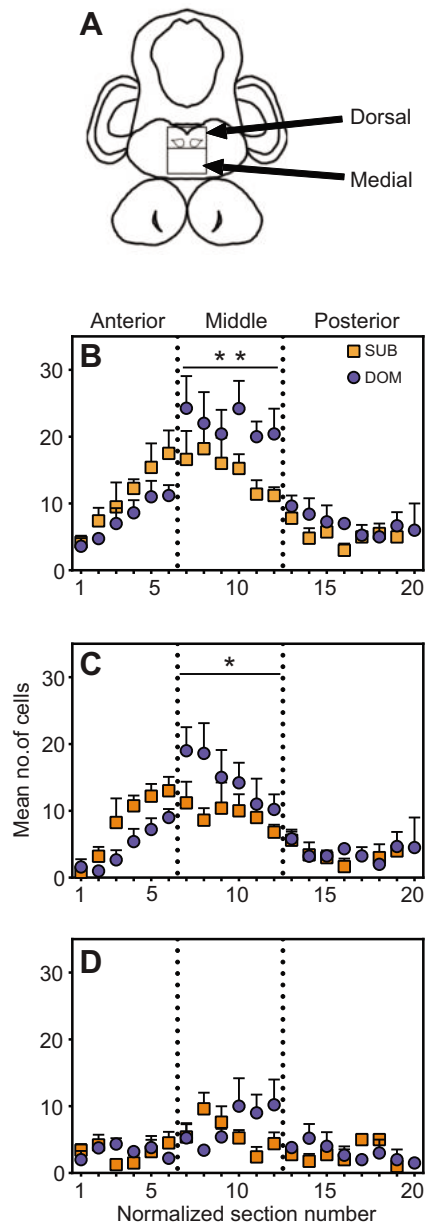 A
Dorsal
Medial
Anterior Middle Posterior
B
* *
SUB
DOM
30
20
10
0
1 5 10 15 20
C
*
30
20
10
0
1 5 10 15 20
Mean no.of cells
D
30
20
10
0
1 5 10 15 20
Normalized section number